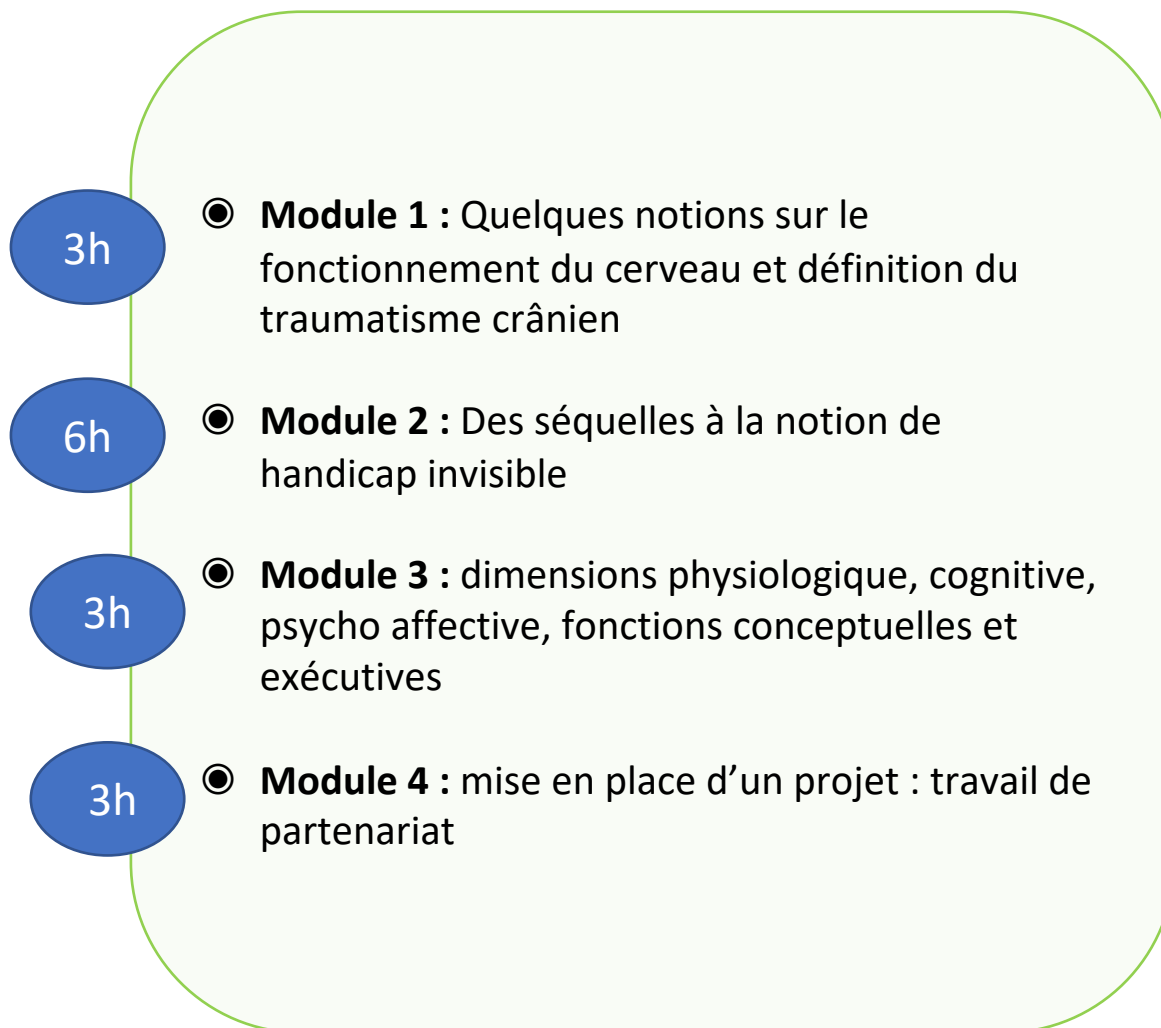 3h
◉ Module 1 : Quelques notions sur le
fonctionnement du cerveau et définition du
traumatisme crânien
6h
◉ Module 2 : Des séquelles à la notion de
handicap invisible
3h
◉ Module 3 : dimensions physiologique, cognitive,
psycho affective, fonctions conceptuelles et
exécutives
3h
◉ Module 4 : mise en place d’un projet : travail de
partenariat